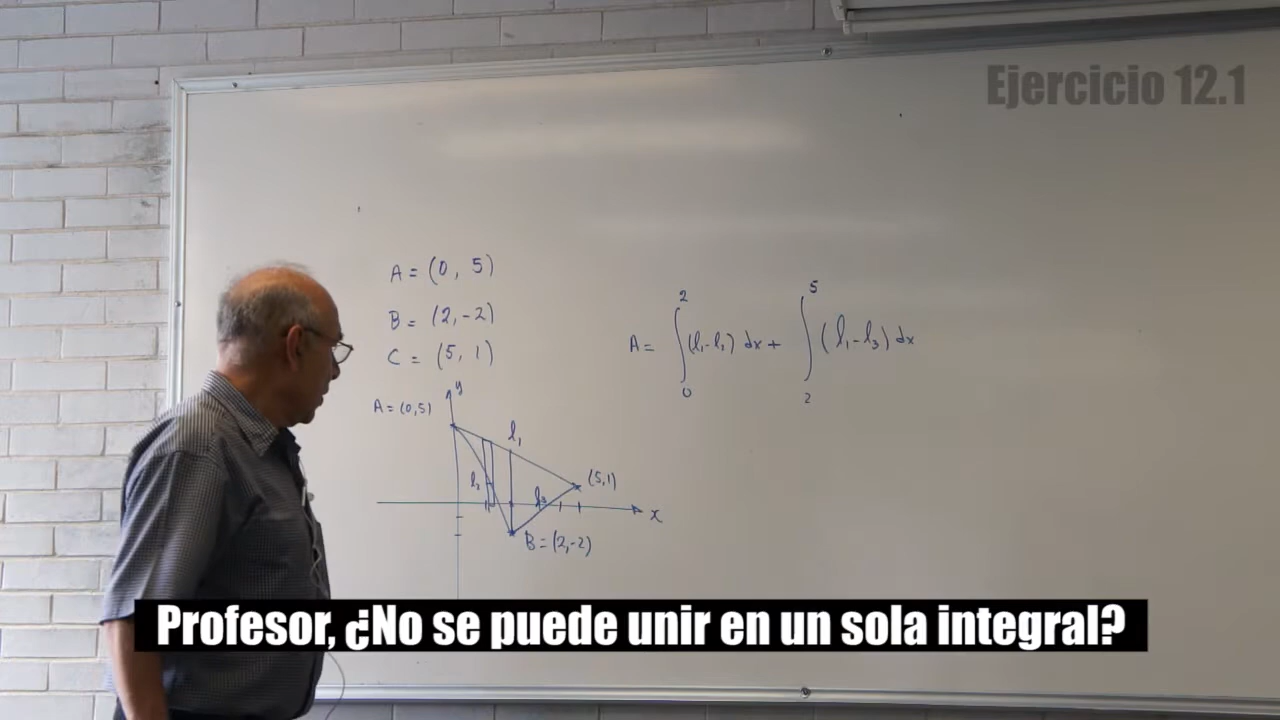 Ejercicio 12.1
A = (0, 5)
B = (2, -2)
C = (5, 1)
A = ∫₀² (l₁-l₁) dx + ∫₂⁵ (l₁-l₃) dx
y
A = (0,5)
l₁
l₂
(5,1)
l₃
x
B = (2,-2)
Profesor, ¿No se puede unir en un sola integral?